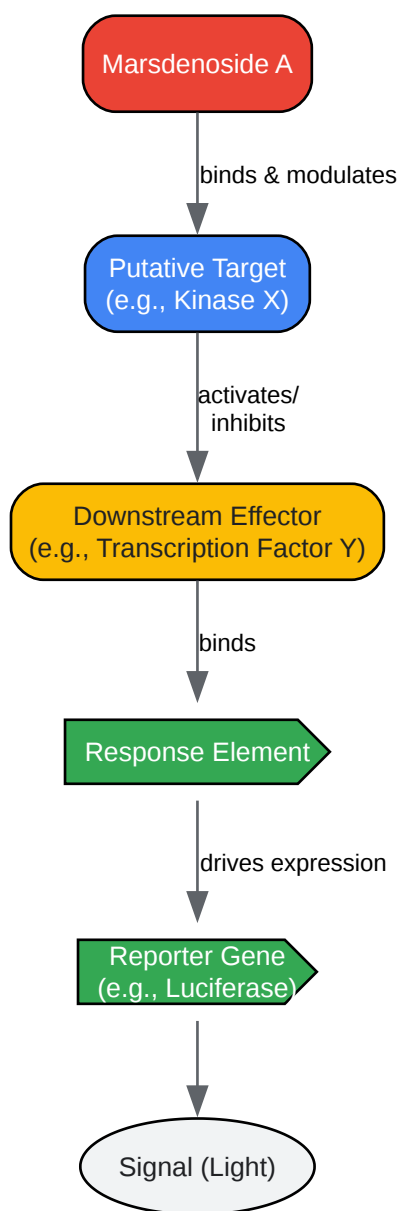 Marsdenoside A
binds & modulates
Putative Target
(e.g., Kinase X)
activates/
inhibits
Downstream Effector
(e.g., Transcription Factor Y)
binds
Response Element
drives expression
Reporter Gene
(e.g., Luciferase)
Signal (Light)